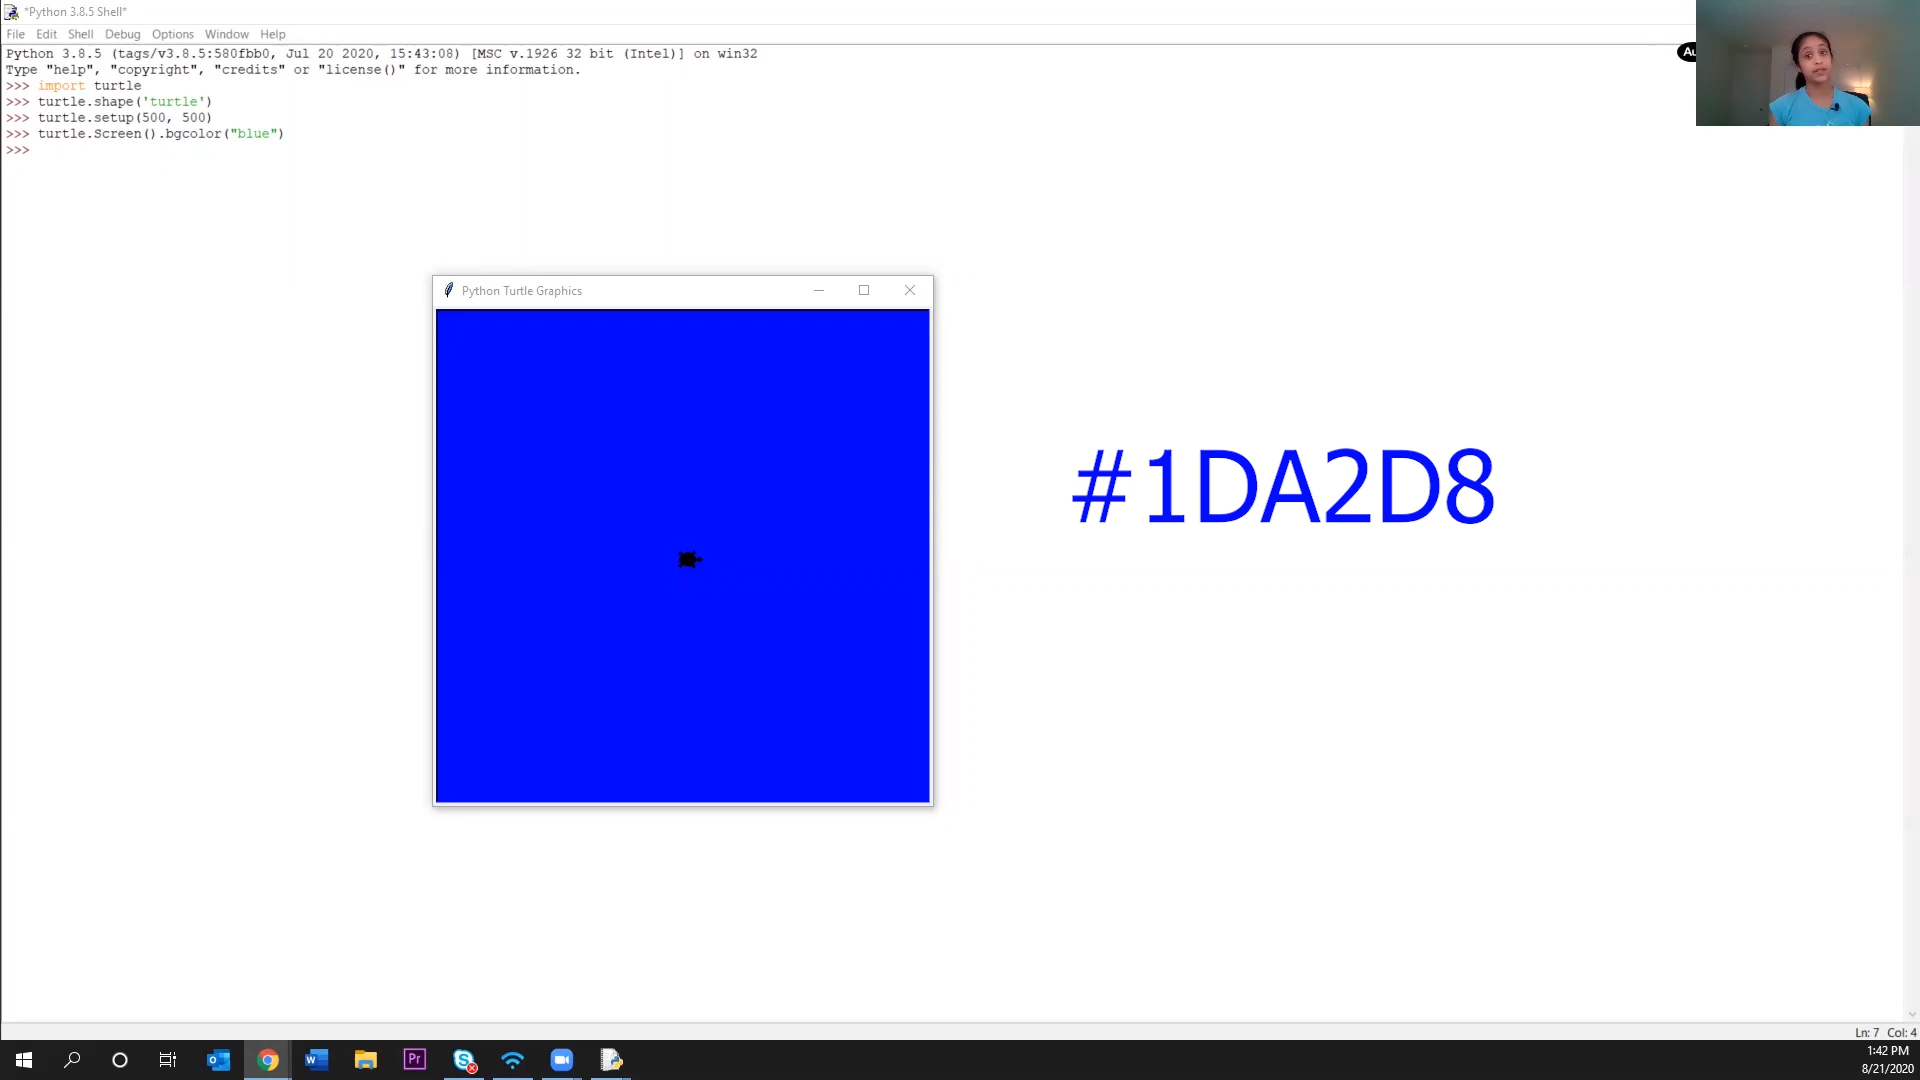 *Python 3.8.5 Shell*
File Edit Shell Debug Options Window Help
Python 3.8.5 (tags/v3.8.5:580fbb0, Jul 20 2020, 15:43:08) [MSC v.1926 32 bit (Intel)] on win32
Type "help", "copyright", "credits" or "license()" for more information.
>>> import turtle
>>> turtle.shape('turtle')
>>> turtle.setup(500, 500)
>>> turtle.Screen().bgcolor("blue")
>>>
Au
Python Turtle Graphics
#1DA2D8
Ln: 7 Col: 4
Pr
1:42 PM
8/21/2020